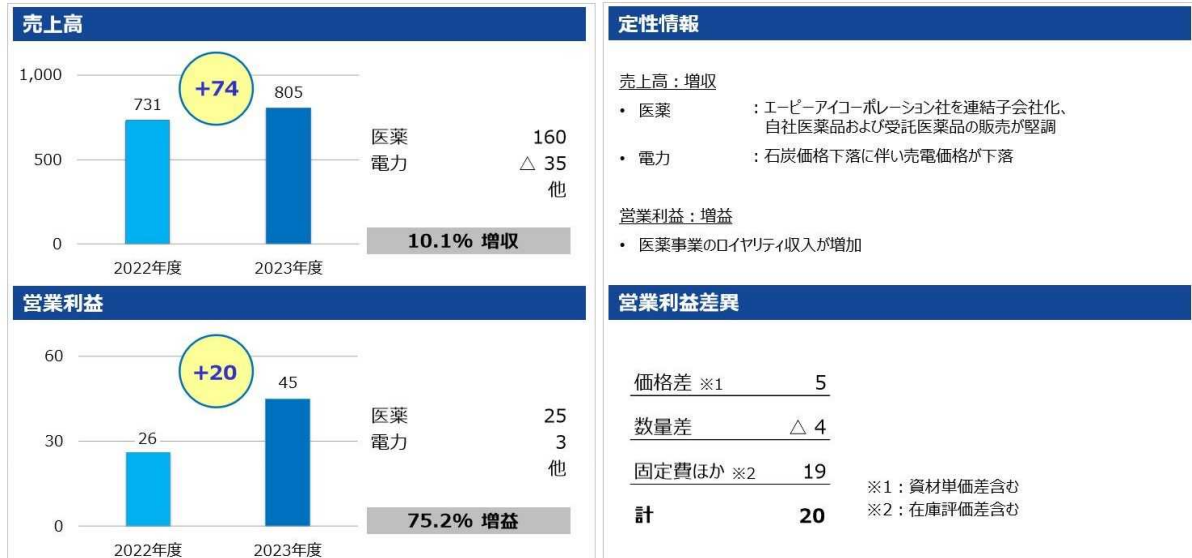 売上高
1,000
500
0
731
+74
805
2022年度
2023年度
医薬 160
電力 △ 35
他
10.1% 増収
定性情報
売上高：増収
• 医薬 ：エーピーアイコーポレーション社を連結子会社化、
自社医薬品および受託医薬品の販売が堅調
• 電力 ：石炭価格下落に伴い売電価格が下落
営業利益：増益
• 医薬事業のロイヤリティ収入が増加
営業利益
60
30
0
26
+20
45
2022年度
2023年度
医薬 25
電力 3
他
75.2% 増益
営業利益差異
価格差 ※1 5
数量差 △ 4
固定費ほか ※2 19
計 20
※1：資材単価差含む
※2：在庫評価差含む